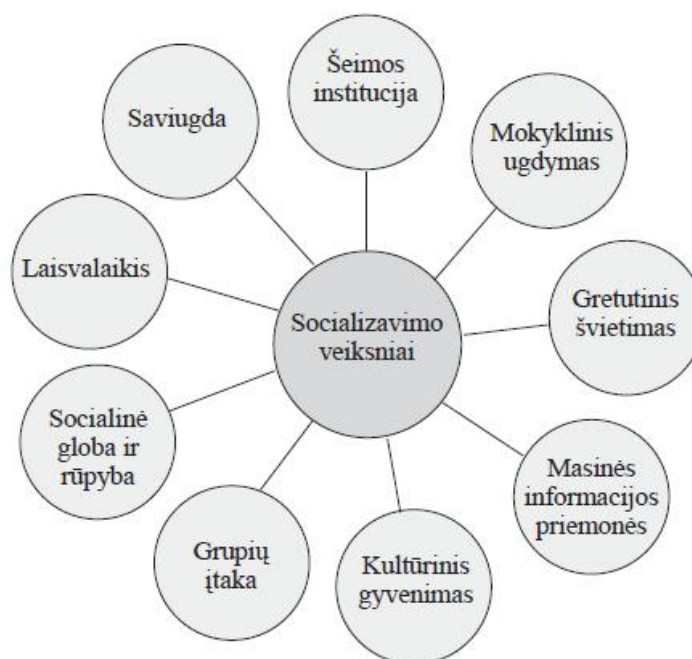 Šeimos
institucija
Mokyklinis
ugdymas
Gretutinis
švietimas
Masinės
informacijos
priemonės
Kultūrinis
gyvenimas
Grupių
įtaka
Socialinė
globa ir
rūpyba
Laisvalaikis
Saviugda
Socializavimo
veiksniai